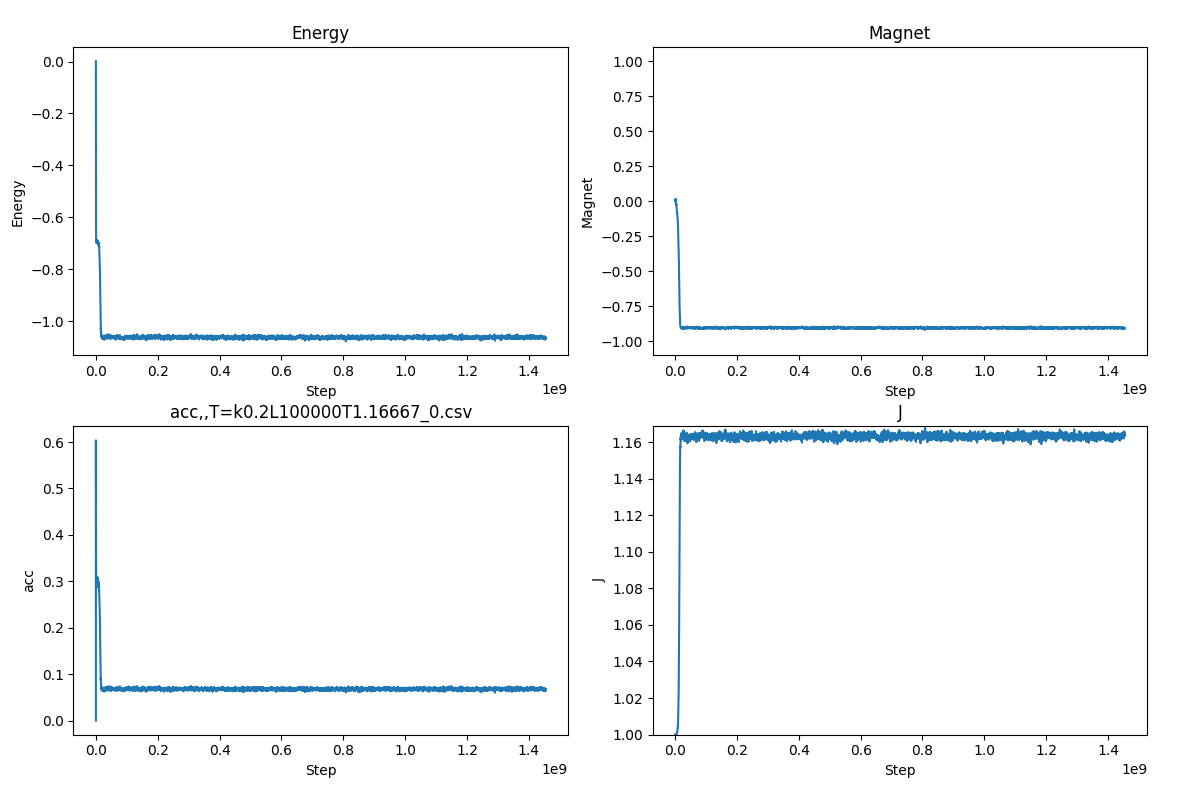 Energy
0.0
−0.2
−0.4
−0.6
−0.8
−1.0
Energy
0.0 0.2 0.4 0.6 0.8 1.0 1.2 1.4
1e9
Step
Magnet
1.00
0.75
0.50
0.25
0.00
−0.25
−0.50
−0.75
−1.00
Magnet
0.0 0.2 0.4 0.6 0.8 1.0 1.2 1.4
1e9
Step
acc,,T=k0.2L100000T1.16667_0.csv
0.6
0.5
0.4
0.3
0.2
0.1
0.0
acc
0.0 0.2 0.4 0.6 0.8 1.0 1.2 1.4
1e9
Step
J
1.16
1.14
1.12
1.10
1.08
1.06
1.04
1.02
1.00
J
0.0 0.2 0.4 0.6 0.8 1.0 1.2 1.4
1e9
Step